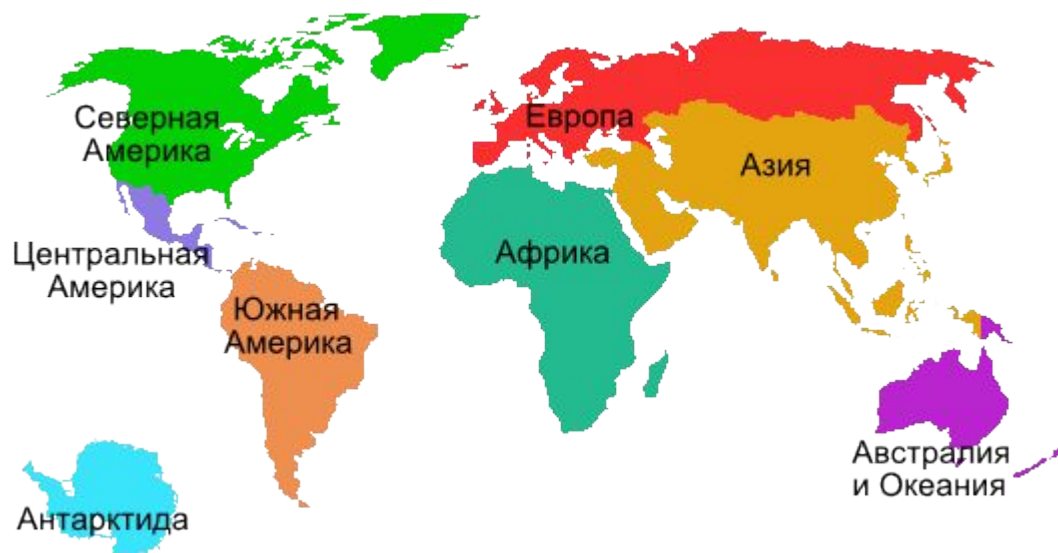 Северная
Америка
Европа
Азия
Центральная
Америка
Африка
Южная
Америка
Австралия
и Океания
Антарктида